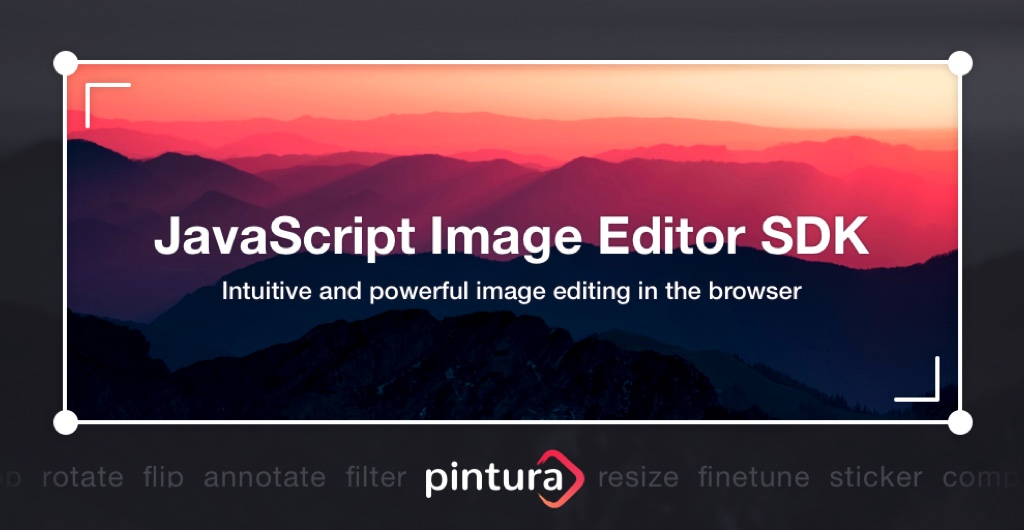 JavaScript Image Editor SDK
Intuitive and powerful image editing in the browser
rotate flip annotate filter pintura resize finetune sticker